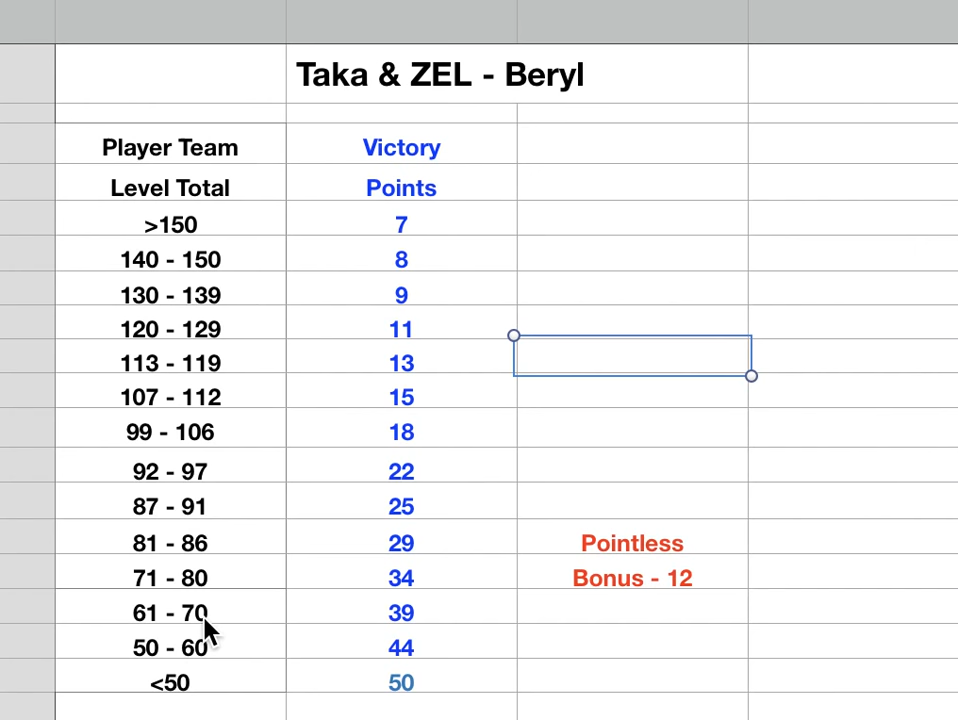 Taka & ZEL - Beryl
Player Team Victory
Level Total Points
>150 7
140 - 150 8
130 - 139 9
120 - 129 11
113 - 119 13
107 - 112 15
99 - 106 18
92 - 97 22
87 - 91 25
81 - 86 29 Pointless
71 - 80 34 Bonus - 12
61 - 70 39
50 - 60 44
<50 50